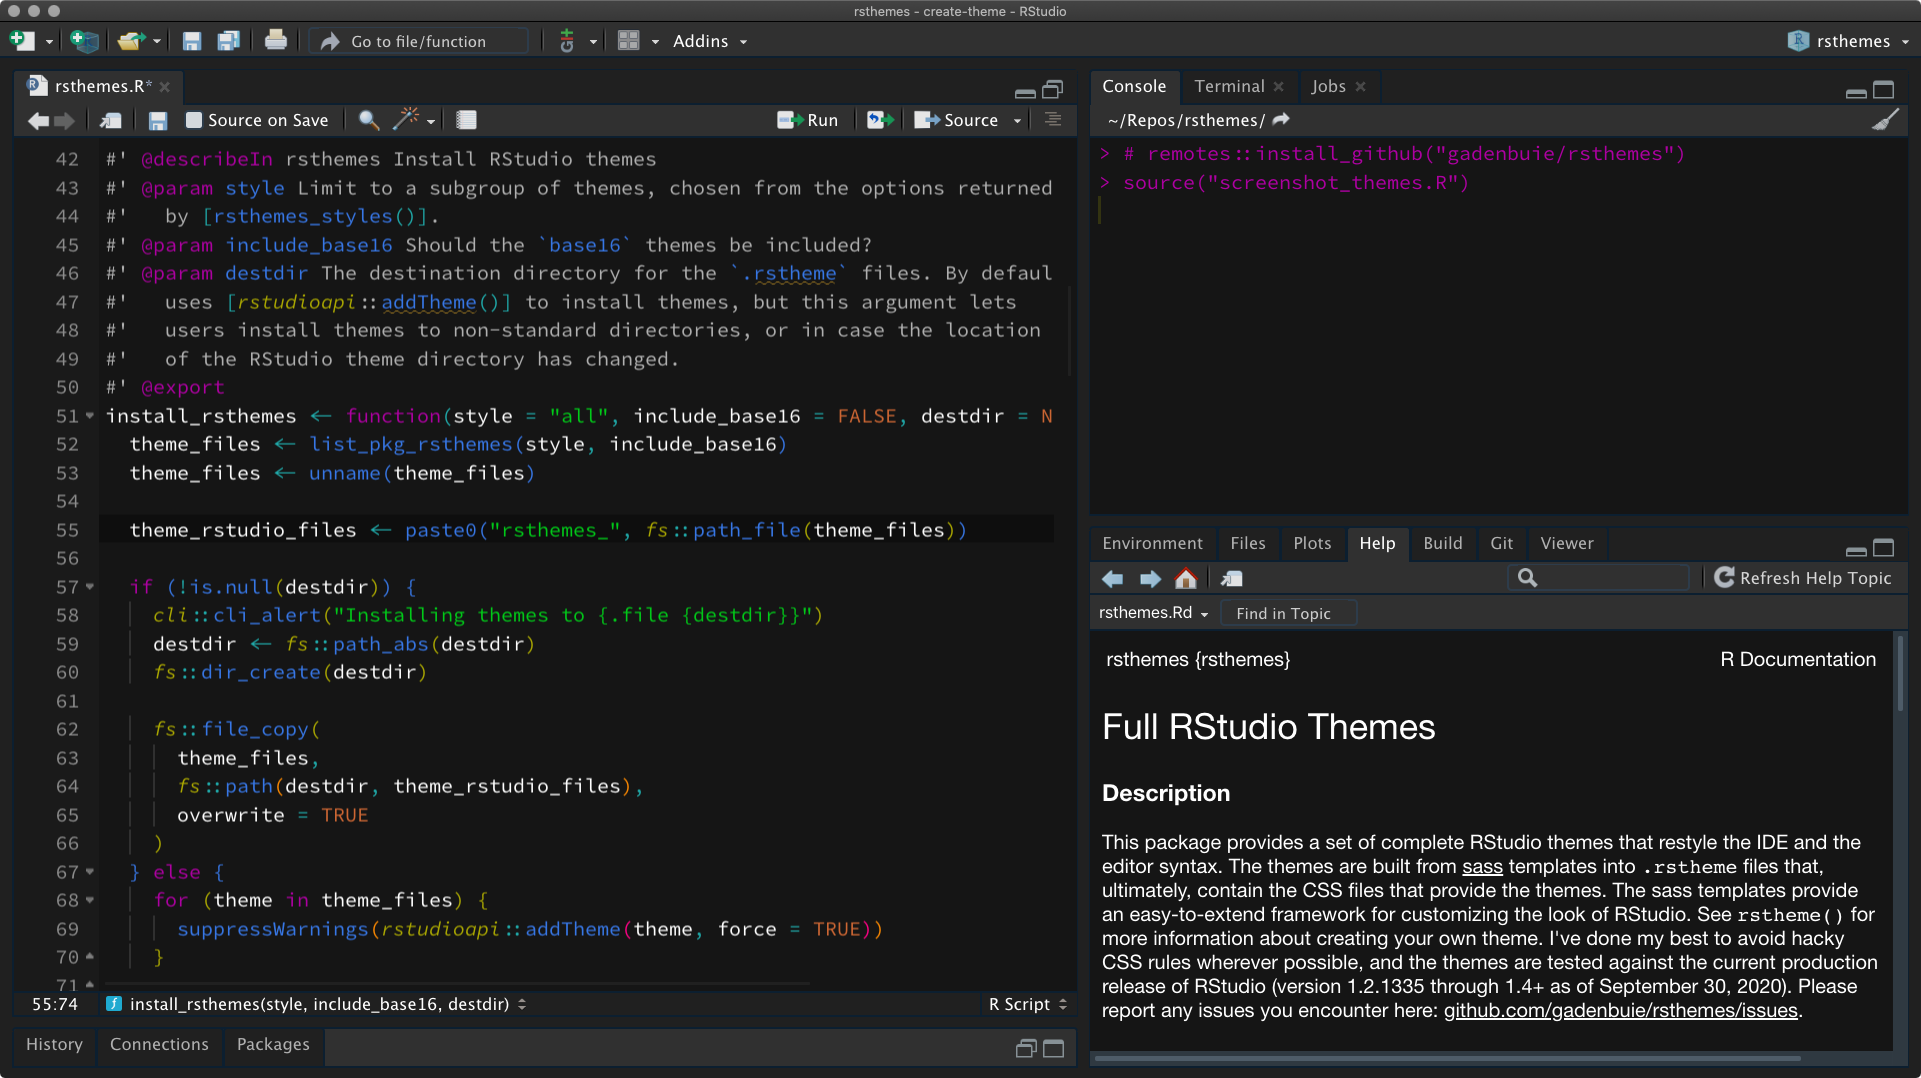 rsthemes - create-theme - RStudio
Go to file/function
Addins
rsthemes
rsthemes.R*
Source on Save
Run
Source
42 #' @describeIn rsthemes Install RStudio themes
43 #' @param style Limit to a subgroup of themes, chosen from the options returned
44 #'   by [rsthemes_styles()].
45 #' @param include_base16 Should the `base16` themes be included?
46 #' @param destdir The destination directory for the `.rstheme` files. By defaul
47 #'   uses [rstudioapi::addTheme()] to install themes, but this argument lets
48 #'   users install themes to non-standard directories, or in case the location
49 #'   of the RStudio theme directory has changed.
50 #' @export
51 install_rsthemes <- function(style = "all", include_base16 = FALSE, destdir = N
52   theme_files <- list_pkg_rsthemes(style, include_base16)
53   theme_files <- unname(theme_files)
54
55   theme_rstudio_files <- paste0("rsthemes_", fs::path_file(theme_files))
56
57   if (!is.null(destdir)) {
58     cli::cli_alert("Installing themes to {.file {destdir}}")
59     destdir <- fs::path_abs(destdir)
60     fs::dir_create(destdir)
61
62     fs::file_copy(
63       theme_files,
64       fs::path(destdir, theme_rstudio_files),
65       overwrite = TRUE
66     )
67   } else {
68     for (theme in theme_files) {
69       suppressWarnings(rstudioapi::addTheme(theme, force = TRUE))
70     }
71
55:74 install_rsthemes(style, include_base16, destdir) R Script
History Connections Packages
Console Terminal Jobs
~/Repos/rsthemes/
> # remotes::install_github("gadenbuie/rsthemes")
> source("screenshot_themes.R")
Environment Files Plots Help Build Git Viewer
Refresh Help Topic
rsthemes.Rd Find in Topic
rsthemes {rsthemes} R Documentation
Full RStudio Themes
Description
This package provides a set of complete RStudio themes that restyle the IDE and the
editor syntax. The themes are built from sass templates into .rstheme files that,
ultimately, contain the CSS files that provide the themes. The sass templates provide
an easy-to-extend framework for customizing the look of RStudio. See rstheme() for
more information about creating your own theme. I've done my best to avoid hacky
CSS rules wherever possible, and the themes are tested against the current production
release of RStudio (version 1.2.1335 through 1.4+ as of September 30, 2020). Please
report any issues you encounter here: github.com/gadenbuie/rsthemes/issues.